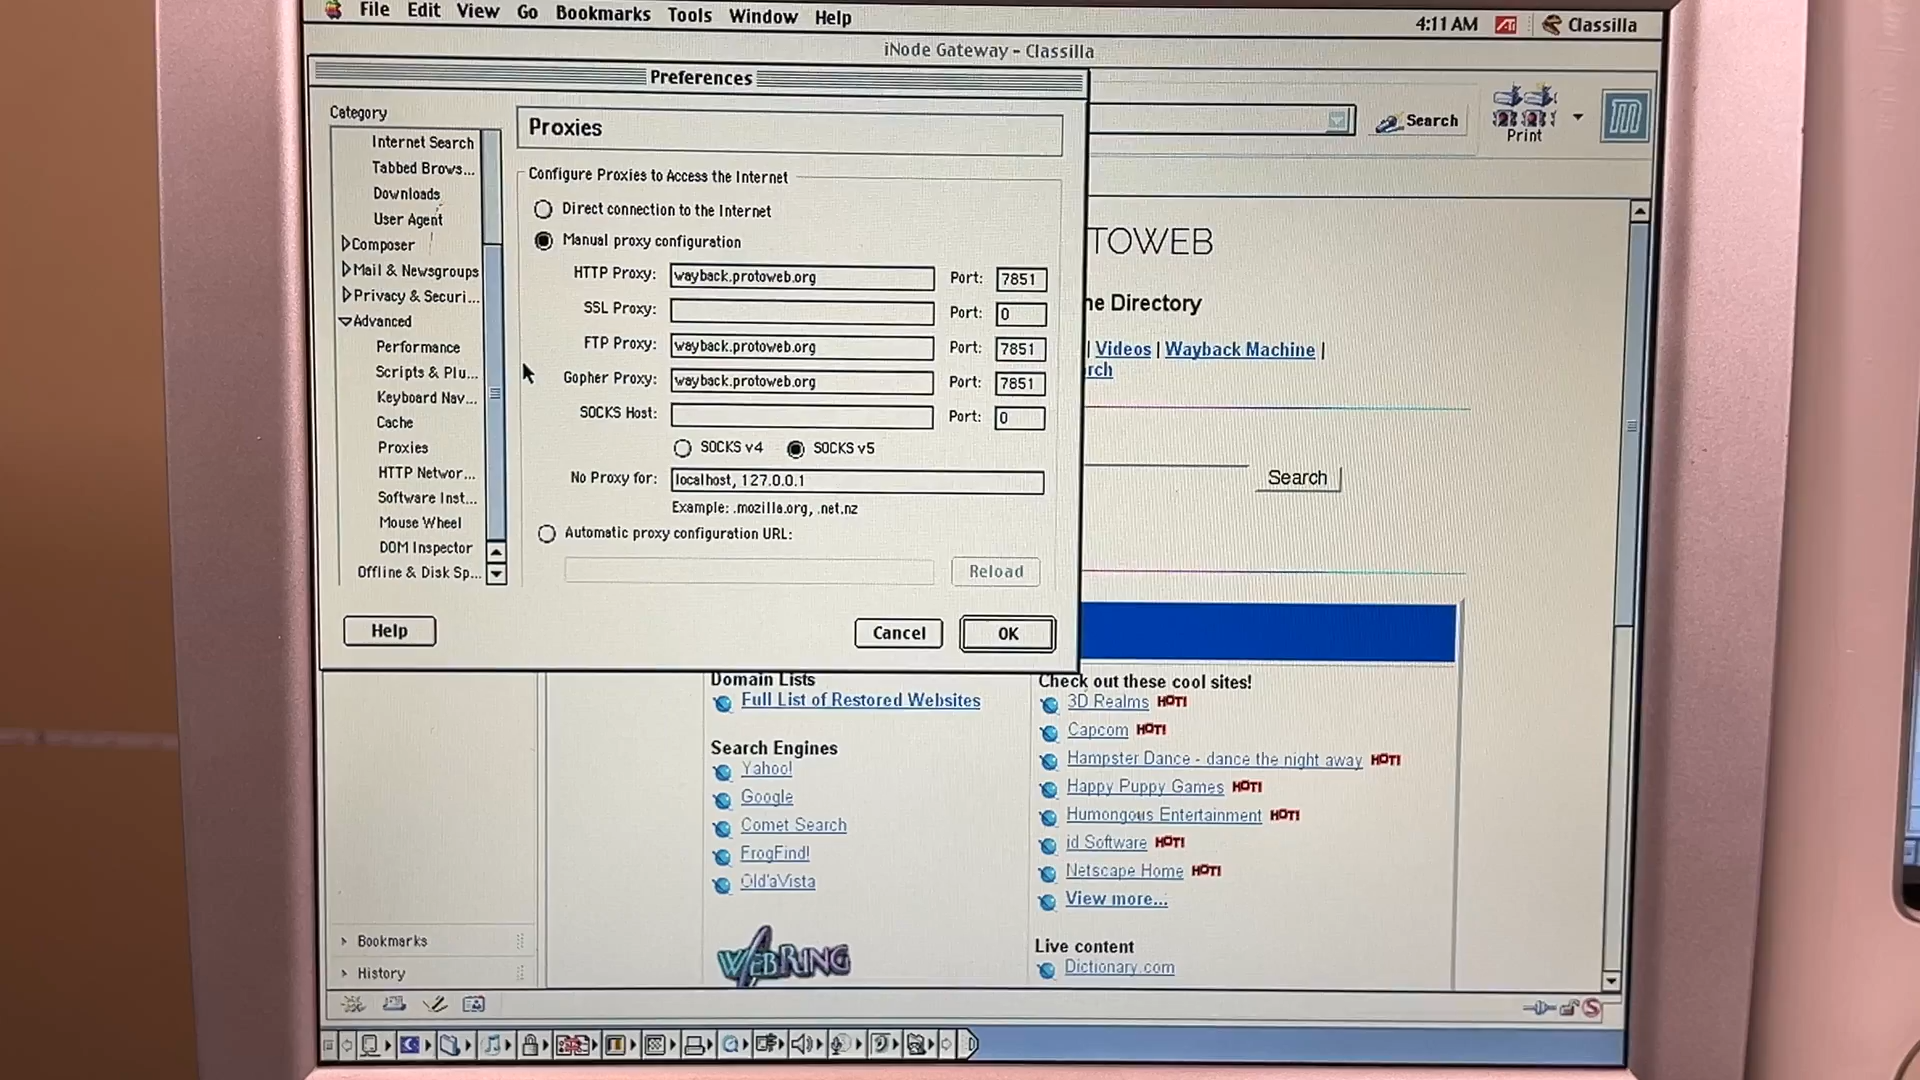 File Edit View Go Bookmarks Tools Window Help
4:11 AM
Classilla
iNode Gateway - Classilla
Preferences
Category
Internet Search
Tabbed Brows...
Downloads
User Agent
Composer
Mail & Newsgroups
Privacy & Securi...
Advanced
Performance
Scripts & Plu...
Keyboard Nav...
Cache
Proxies
HTTP Networ...
Software Inst...
Mouse Wheel
DOM Inspector
Offline & Disk Sp...
Proxies
Configure Proxies to Access the Internet
Direct connection to the Internet
Manual proxy configuration
HTTP Proxy: wayback.protoweb.org Port: 7851
SSL Proxy: Port: 0
FTP Proxy: wayback.protoweb.org Port: 7851
Gopher Proxy: wayback.protoweb.org Port: 7851
SOCKS Host: Port: 0
SOCKS v4 SOCKS v5
No Proxy for: localhost, 127.0.0.1
Example: .mozilla.org, .net.nz
Automatic proxy configuration URL:
Reload
Help
Cancel
OK
Search
Print
TOWEB
ne Directory
| Videos | Wayback Machine |
rch
Search
Domain Lists
Full List of Restored Websites
Search Engines
Yahoo!
Google
Comet Search
FrogFind!
Old'aVista
WEBRING
Check out these cool sites!
3D Realms HOT!
Capcom HOT!
Hampster Dance - dance the night away HOT!
Happy Puppy Games HOT!
Humongous Entertainment HOT!
id Software HOT!
Netscape Home HOT!
View more...
Live content
Dictionary.com
Bookmarks
History